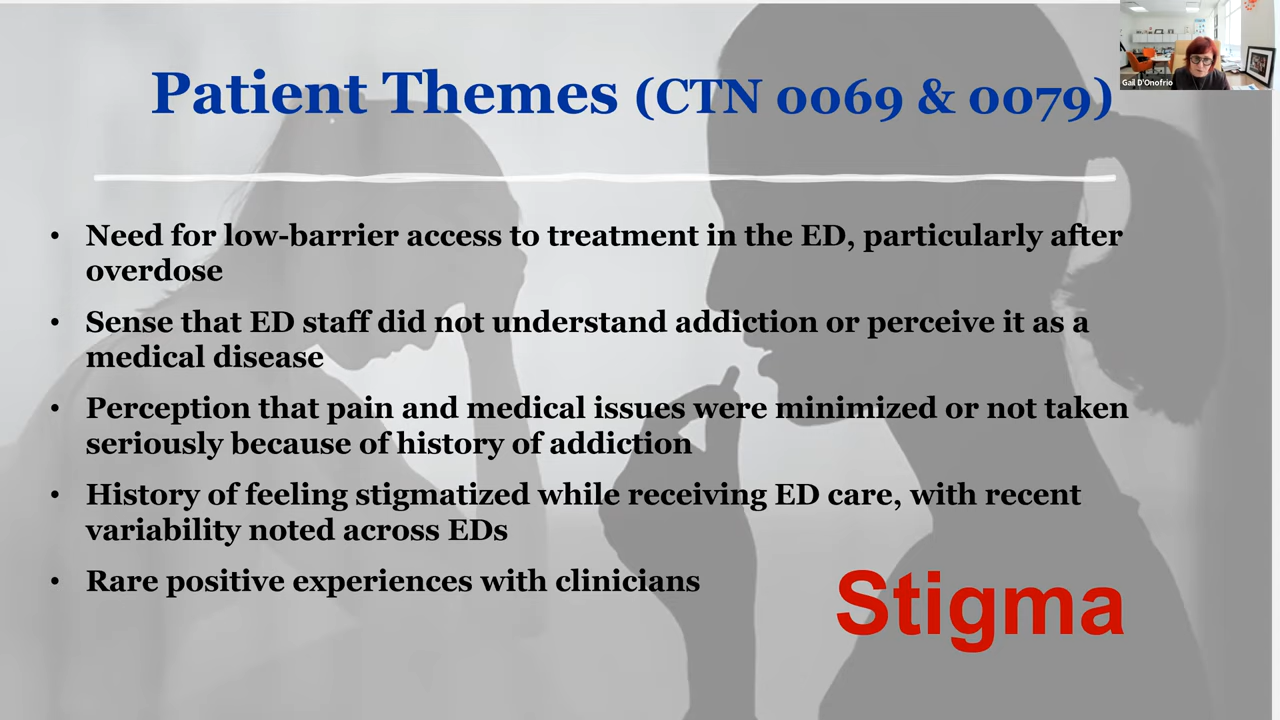 Patient Themes (CTN 0069 & 0079)
Gail D'Onofrio
• Need for low-barrier access to treatment in the ED, particularly after
overdose
• Sense that ED staff did not understand addiction or perceive it as a
medical disease
• Perception that pain and medical issues were minimized or not taken
seriously because of history of addiction
• History of feeling stigmatized while receiving ED care, with recent
variability noted across EDs
• Rare positive experiences with clinicians
Stigma